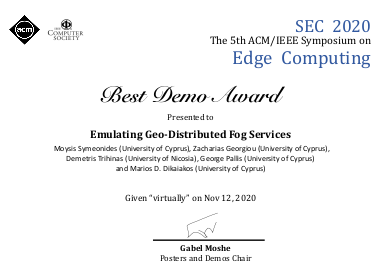 acm
IEEE
COMPUTER
SOCIETY
SEC 2020
The 5th ACM/IEEE Symposium on
Edge Computing
Best Demo Award
Presented to
Emulating Geo-Distributed Fog Services
Moysis Symeonides (University of Cyprus), Zacharias Georgiou (University of Cyprus),
Demetris Trihinas (University of Nicosia), George Pallis (University of Cyprus)
and Marios D. Dikaiakos (University of Cyprus)
Given “virtually” on Nov 12, 2020
Gabel Moshe
Posters and Demos Chair